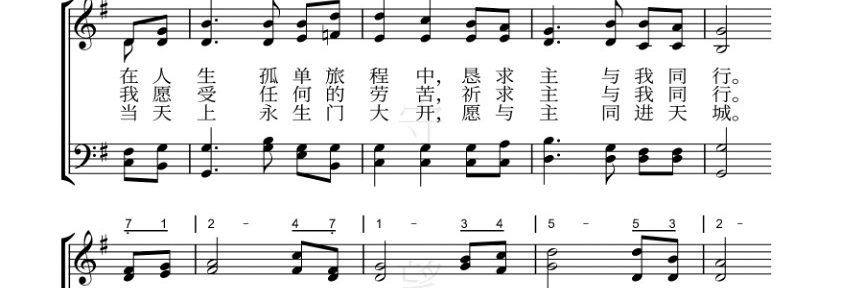 在人生孤单旅程中，恳求主与我同行。
我愿受任何的劳苦，祈求主与我同行。
当天上永生门大开，愿与主同进天城。
7 1 | 2 - 4 7 | 1 - 3 4 | 5 - 5 3 | 2 -